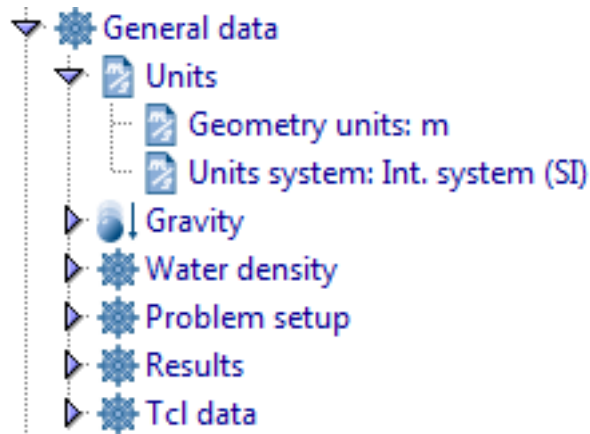 General data
Units
Geometry units: m
Units system: Int. system (SI)
Gravity
Water density
Problem setup
Results
Tcl data